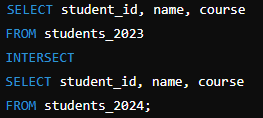 SELECT student_id, name, course
FROM students_2023
INTERSECT
SELECT student_id, name, course
FROM students_2024;